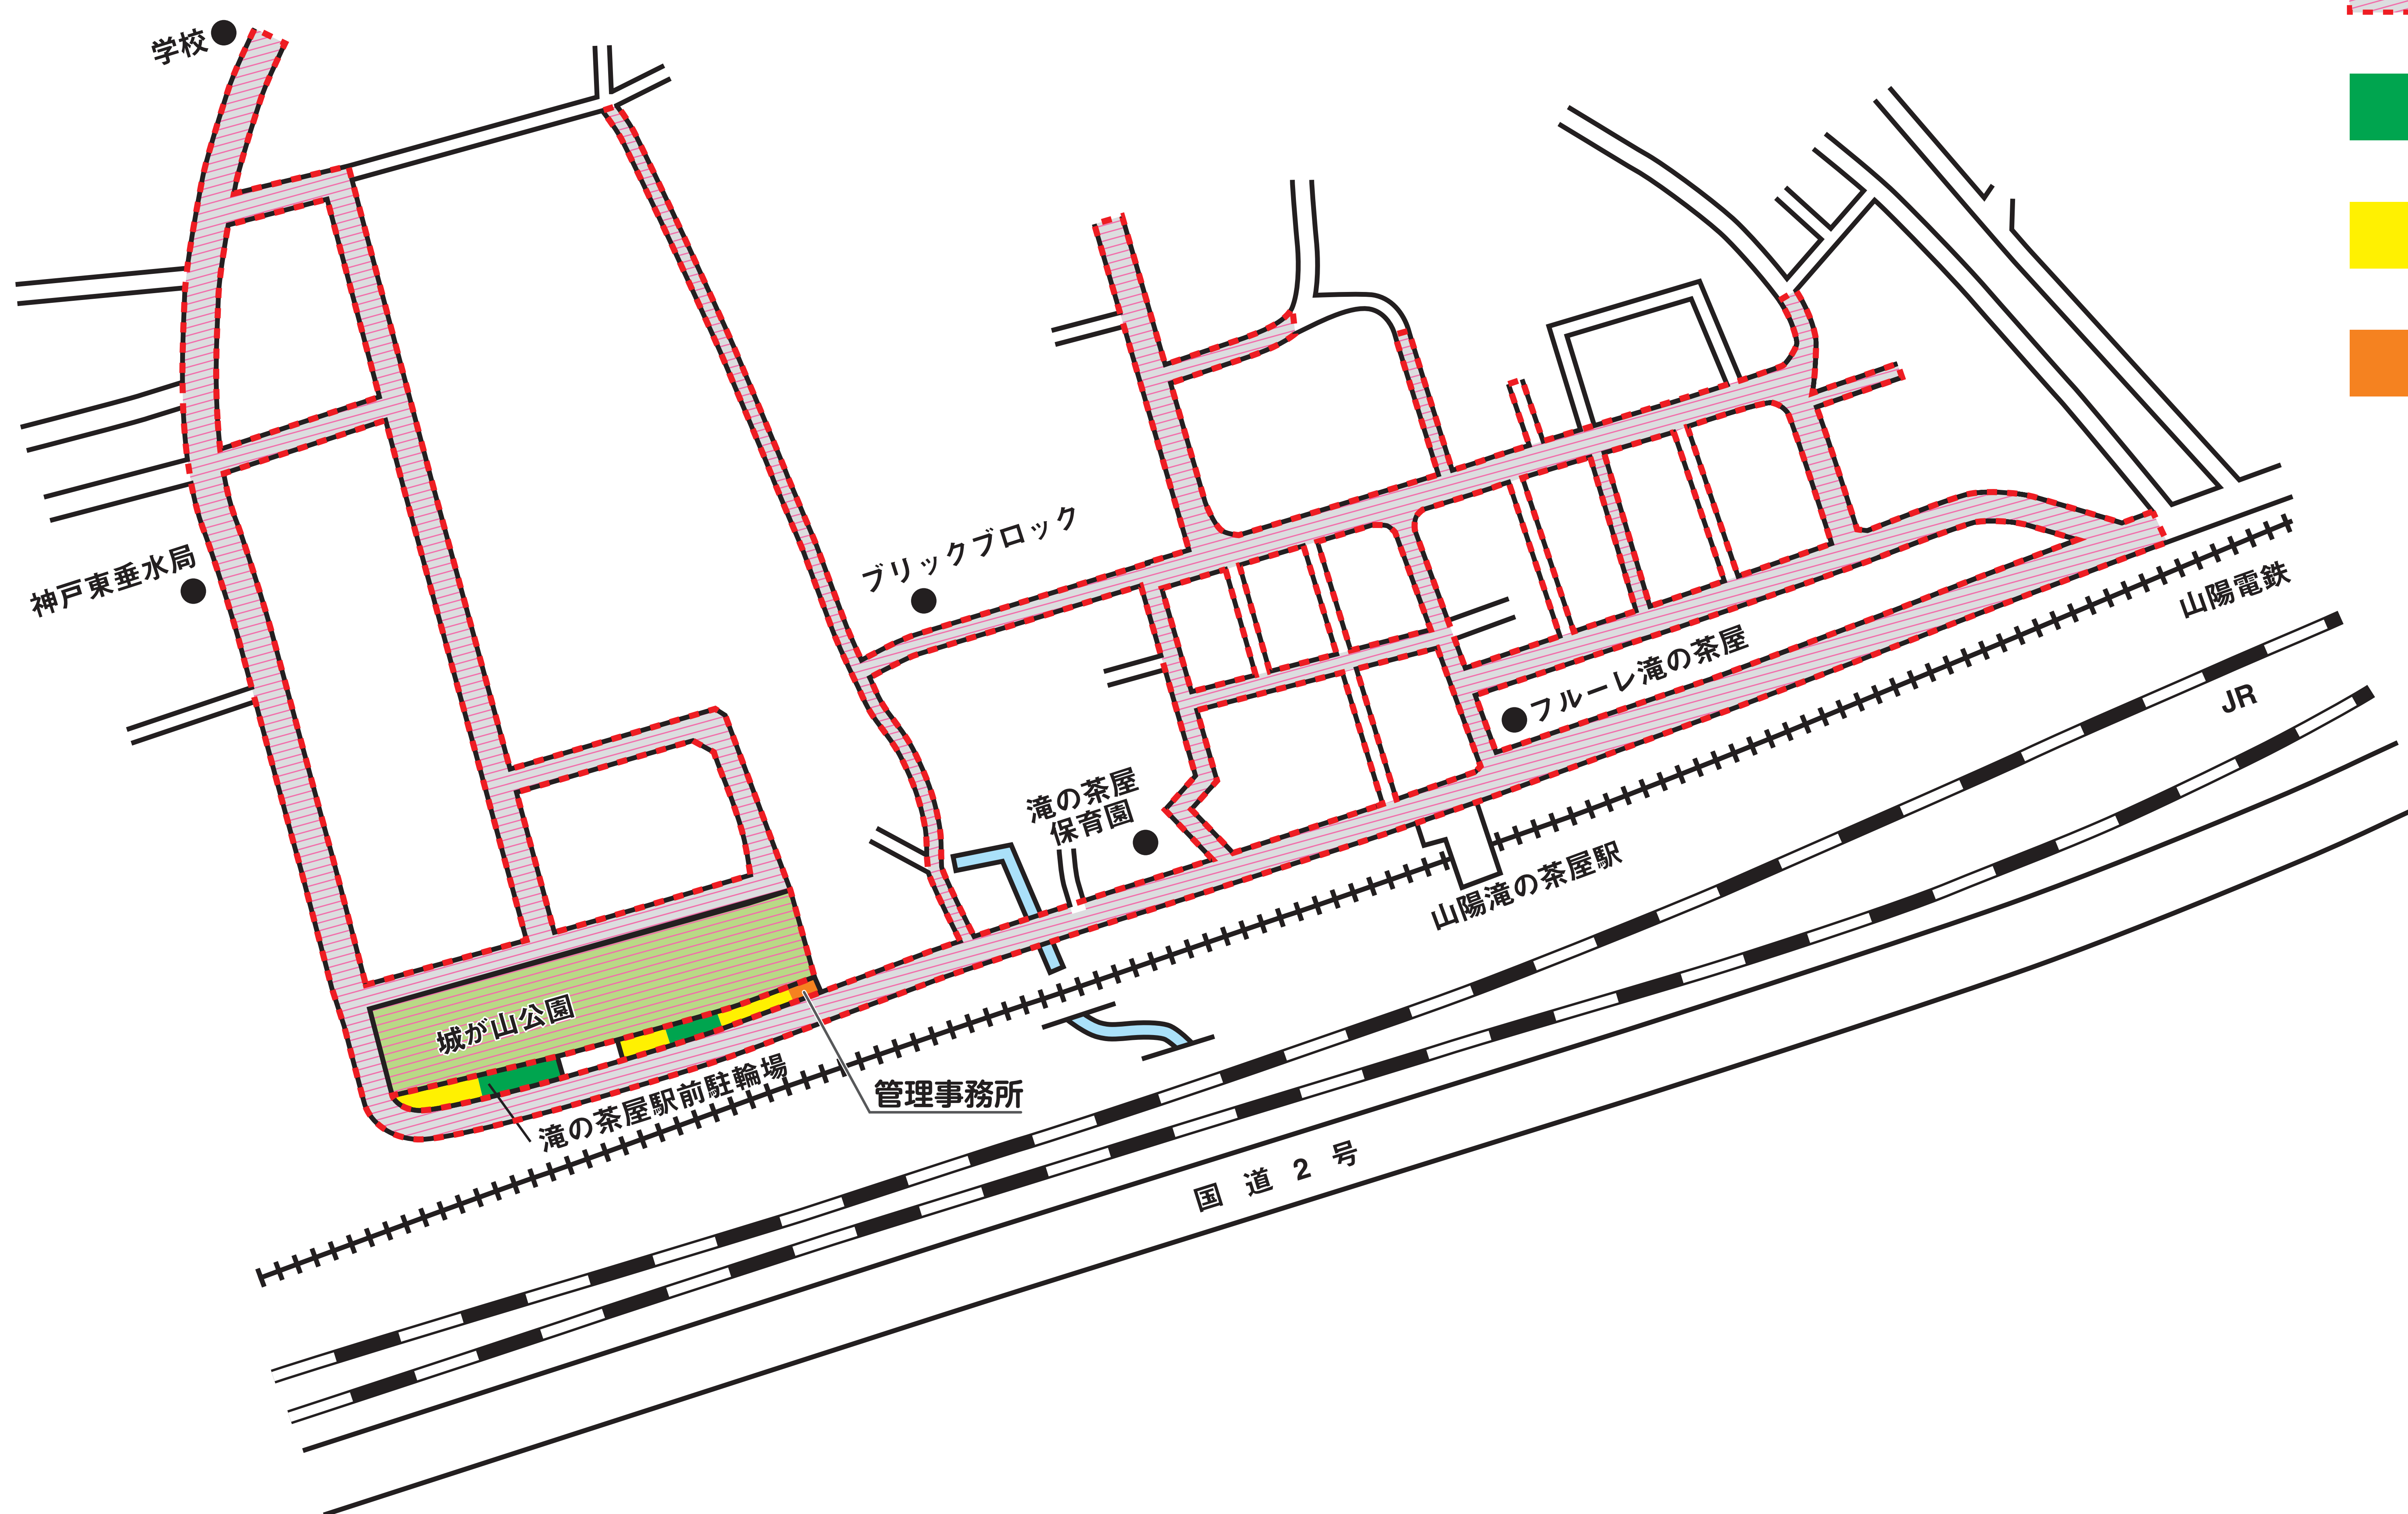 学校
ブリックブロック
神戸東垂水局
山陽電鉄
フルーレ滝の茶屋
JR
滝の茶屋
保育園
山陽滝の茶屋駅
城が山公園
滝の茶屋駅前駐輪場
管理事務所
国道2号